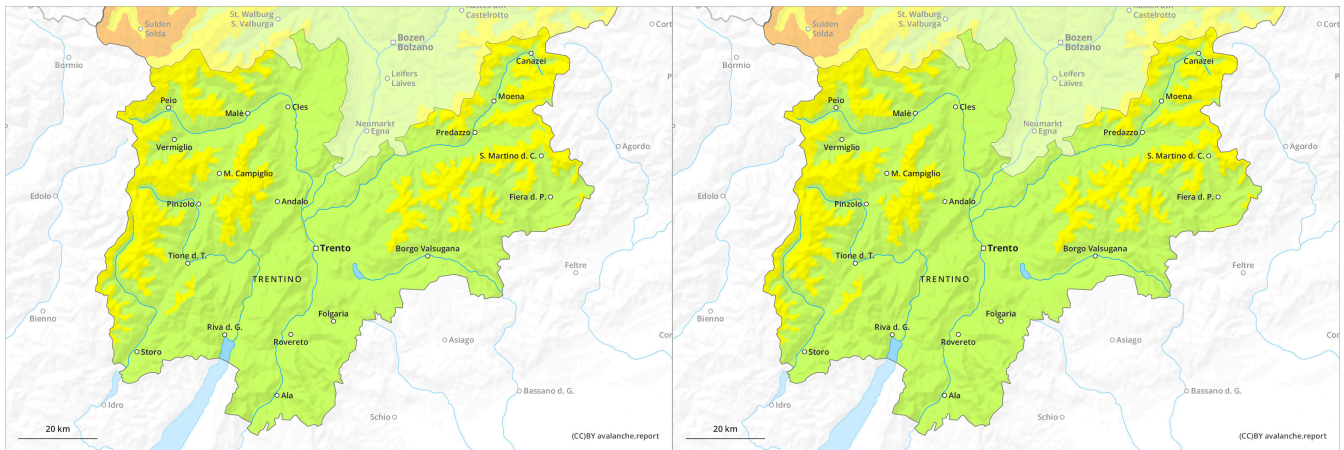 St. Walburg
S. Valburga
Castelrotto
Sulden
Solda
Bozen
Bolzano
Bormio
Canazei
Leifers
Laives
Peio
Moena
Malè
Cles
Neumarkt
Egna
Predazzo
Vermiglio
Agordo
S. Martino d. C.
M. Campiglio
Edolo
Pinzolo
Andalo
Fiera d. P.
Trento
Borgo Valsugana
Tione d. T.
Feltre
TRENTINO
Bienno
Folgaria
Riva d. G.
Rovereto
Asiago
Storo
Idro
Ala
Bassano d. G.
Schio
20 km
(CC)BY avalanche.report
St. Walburg
S. Valburga
Castelrotto
Sulden
Solda
Bozen
Bolzano
Bormio
Canazei
Leifers
Laives
Peio
Moena
Malè
Cles
Neumarkt
Egna
Predazzo
Vermiglio
Agordo
S. Martino d. C.
M. Campiglio
Edolo
Pinzolo
Andalo
Fiera d. P.
Trento
Borgo Valsugana
Tione d. T.
Feltre
TRENTINO
Bienno
Folgaria
Riva d. G.
Rovereto
Asiago
Storo
Idro
Ala
Bassano d. G.
Schio
20 km
(CC)BY avalanche.report